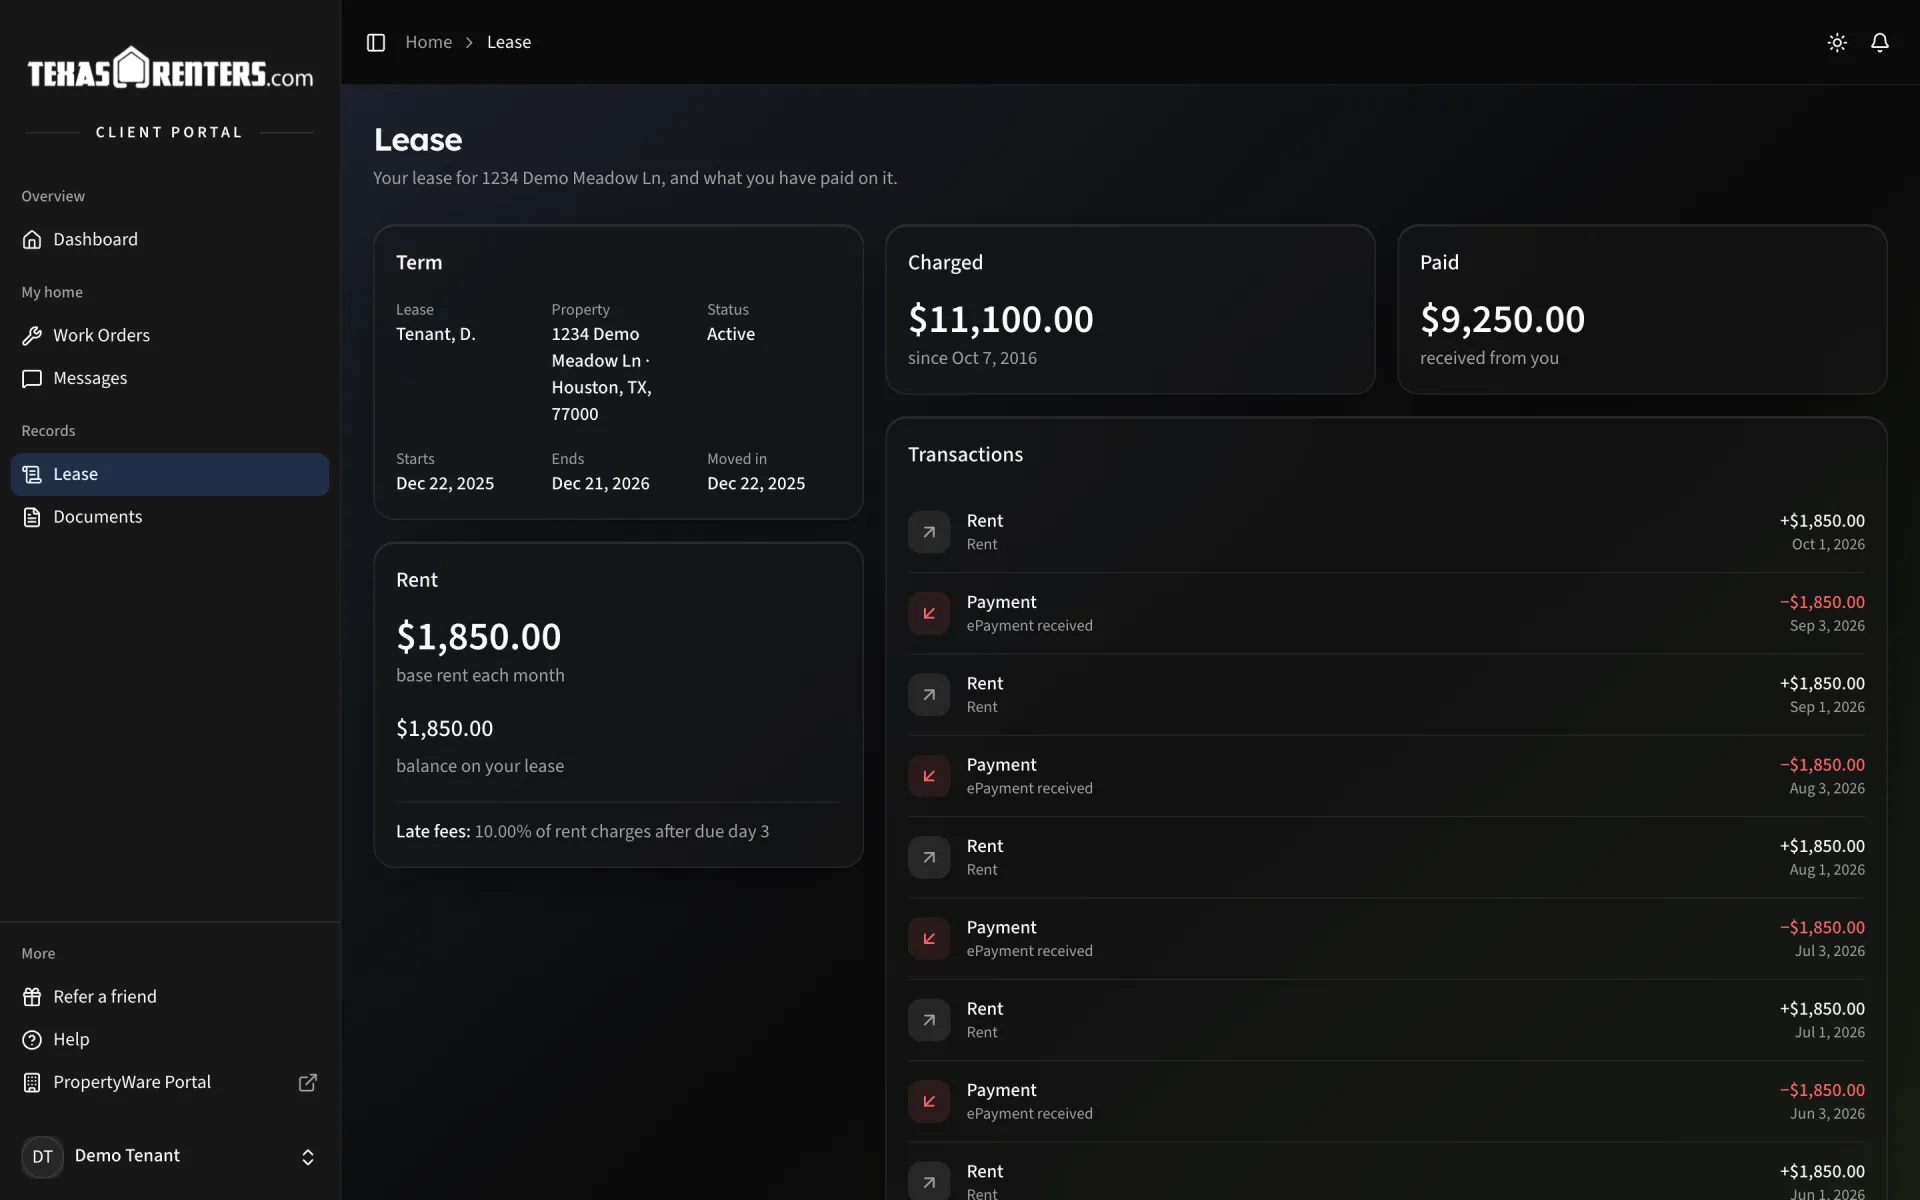 TEXAS RENTERS.com
CLIENT PORTAL
Overview
Dashboard
My home
Work Orders
Messages
Records
Lease
Documents
More
Refer a friend
Help
PropertyWare Portal
DT
Demo Tenant
Home
Lease
Lease
Your lease for 1234 Demo Meadow Ln, and what you have paid on it.
Term
Lease
Tenant, D.
Property
1234 Demo
Meadow Ln ·
Houston, TX,
77000
Status
Active
Starts
Dec 22, 2025
Ends
Dec 21, 2026
Moved in
Dec 22, 2025
Rent
$1,850.00
base rent each month
$1,850.00
balance on your lease
Late fees: 10.00% of rent charges after due day 3
Charged
$11,100.00
since Oct 7, 2016
Paid
$9,250.00
received from you
Transactions
Rent
Rent
+$1,850.00
Oct 1, 2026
Payment
ePayment received
−$1,850.00
Sep 3, 2026
Rent
Rent
+$1,850.00
Sep 1, 2026
Payment
ePayment received
−$1,850.00
Aug 3, 2026
Rent
Rent
+$1,850.00
Aug 1, 2026
Payment
ePayment received
−$1,850.00
Jul 3, 2026
Rent
Rent
+$1,850.00
Jul 1, 2026
Payment
ePayment received
−$1,850.00
Jun 3, 2026
Rent
Rent
+$1,850.00
Jun 1, 2026